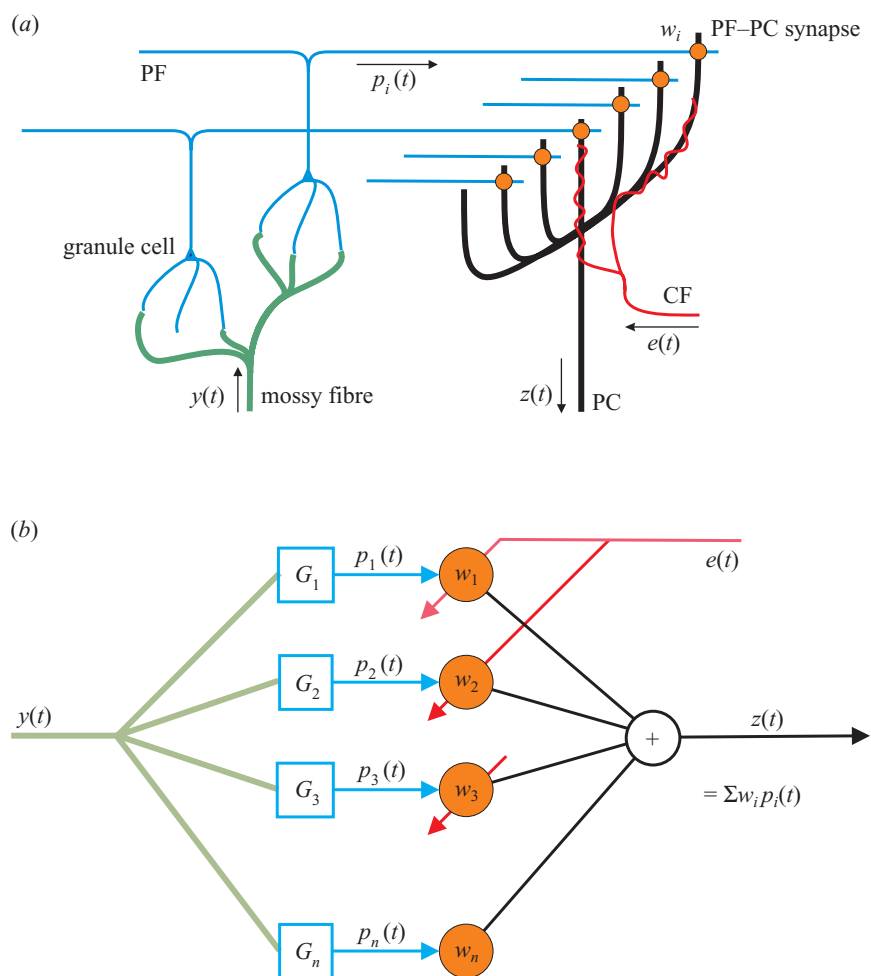 (a)
w_i
PF–PC synapse
PF
p_i(t)
granule cell
CF
e(t)
y(t)
mossy fibre
z(t)
PC
(b)
G_1
p_1(t)
w_1
e(t)
G_2
p_2(t)
w_2
y(t)
z(t)
+
G_3
p_3(t)
w_3
= Σw_i p_i(t)
G_n
p_n(t)
w_n